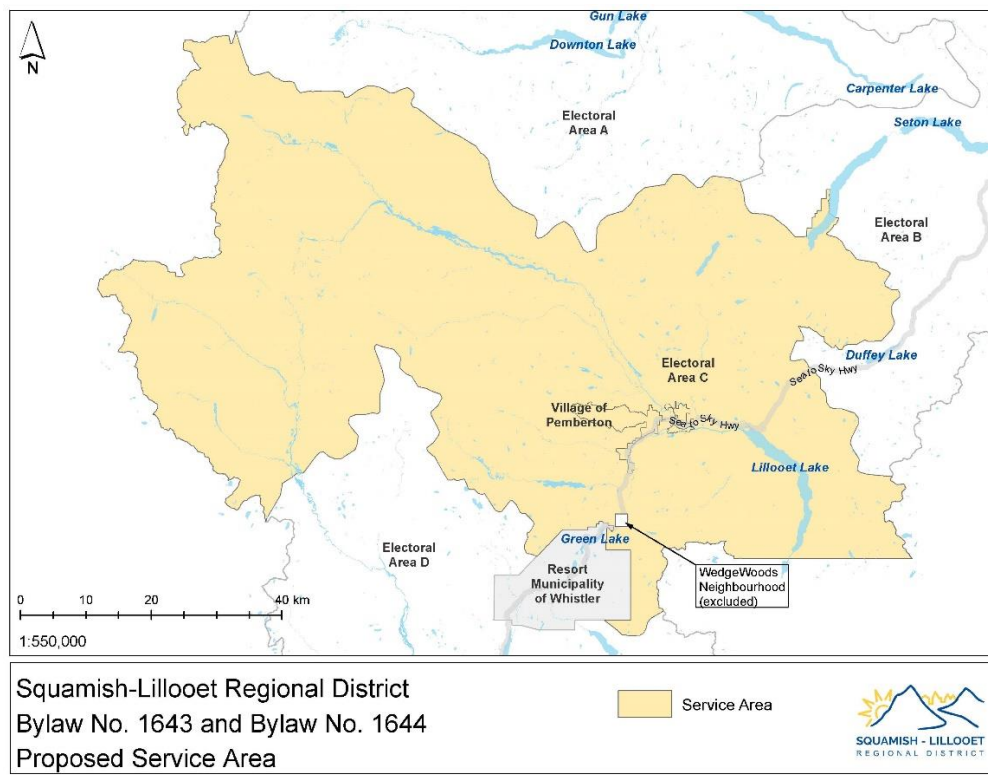 N
Gun Lake
Downton Lake
Carpenter Lake
Seton Lake
Electoral
Area A
Electoral
Area B
Duffey Lake
Sea to Sky Hwy
Electoral
Area C
Village of
Pemberton
Sea to Sky Hwy
Lillooet Lake
Green Lake
Electoral
Area D
Resort
Municipality
of Whistler
WedgeWoods
Neighbourhood
(excluded)
0 10 20 40 km
1:550,000
Squamish-Lillooet Regional District
Bylaw No. 1643 and Bylaw No. 1644
Proposed Service Area
Service Area
SQUAMISH - LILLOOET
REGIONAL DISTRICT